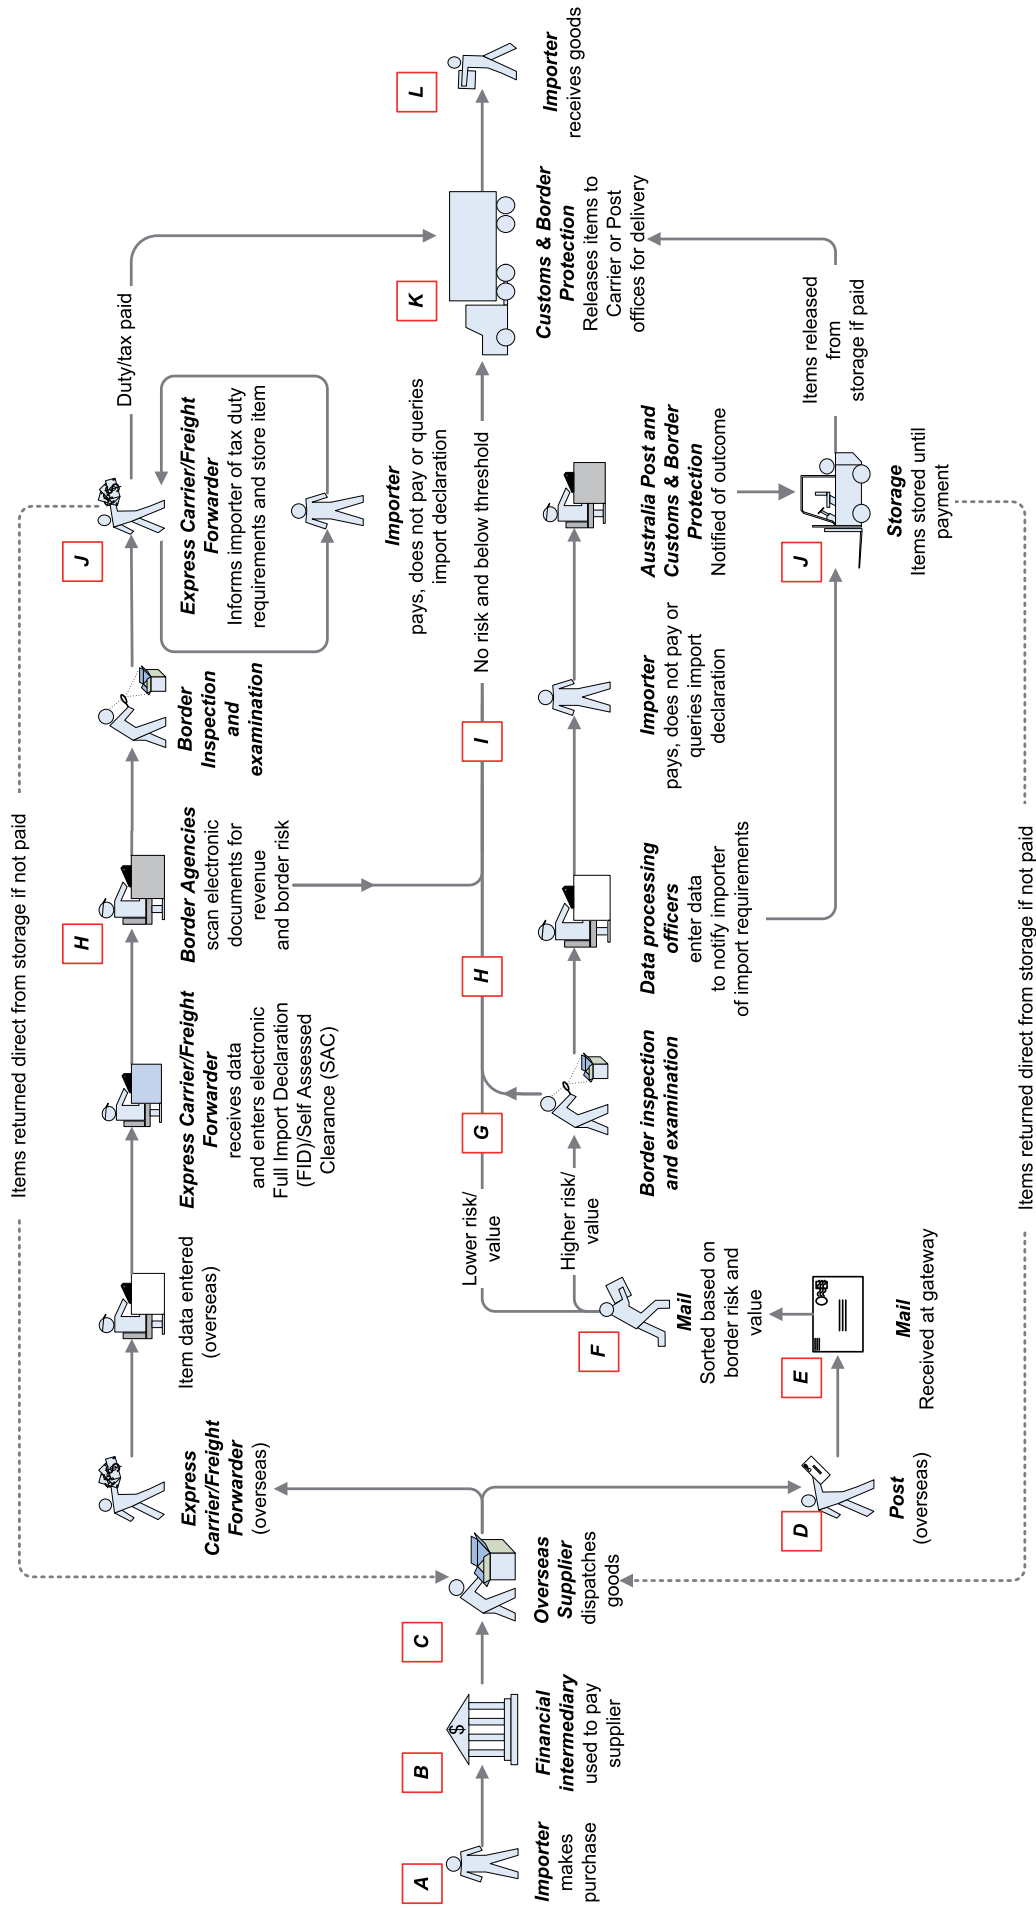 Items returned direct from storage if not paid
Express
Carrier/Freight
Forwarder
(overseas)
Item data entered
(overseas)
Express Carrier/Freight
Forwarder
receives data
and enters electronic
Full Import Declaration
(FID)/Self Assessed
Clearance (SAC)
H
Border Agencies
scan electronic
documents for
revenue
and border risk
Border
Inspection
and
examination
J
Express Carrier/Freight
Forwarder
Informs importer of tax duty
requirements and store item
Duty/tax paid
Importer
pays, does not pay or queries
import declaration
A
Importer
makes
purchase
B
$
Financial
intermediary
used to pay
supplier
C
Overseas
Supplier
dispatches
goods
Lower risk/
value
G
H
I
No risk and below threshold
K
Customs & Border
Protection
Releases items to
Carrier or Post
offices for delivery
L
Importer
receives goods
F
Mail
Sorted based on
border risk and
value
Higher risk/
value
Border inspection
and examination
Data processing
officers
enter data
to notify importer
of import requirements
Importer
pays, does not pay or
queries import
declaration
Australia Post and
Customs & Border
Protection
Notified of outcome
D
Post
(overseas)
E
Mail
Received at gateway
J
Storage
Items stored until
payment
Items released
from
storage if paid
Items returned direct from storage if not paid